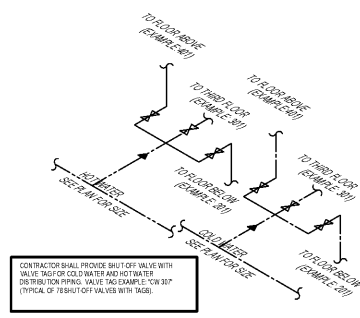 TO FLOOR ABOVE
(EXAMPLE 401)
TO THIRD FLOOR
(EXAMPLE 301)
TO FLOOR ABOVE
(EXAMPLE 401)
HOT WATER
SEE PLAN FOR SIZE
TO FLOOR BELOW
(EXAMPLE 201)
TO THIRD FLOOR
(EXAMPLE 301)
COLD WATER
SEE PLAN FOR SIZE
TO FLOOR BELOW
(EXAMPLE 201)
CONTRACTOR SHALL PROVIDE SHUT-OFF VALVE WITH
VALVE TAG FOR COLD WATER AND HOT WATER
DISTRIBUTION PIPING. VALVE TAG EXAMPLE: "CW 307"
(TYPICAL OF 78 SHUT-OFF VALVES WITH TAGS).